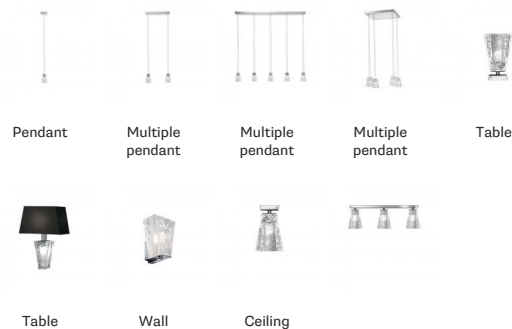 Pendant
Multiple
pendant
Multiple
pendant
Multiple
pendant
Table
Table
Wall
Ceiling